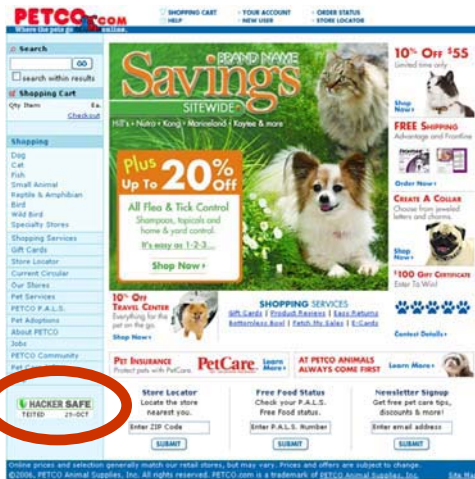 PETCO.COM
Where the pets go online.
SHOPPING CART
HELP
YOUR ACCOUNT
NEW USER
ORDER STATUS
STORE LOCATOR
Search
GO
search within results
Shopping Cart
Qty Item Ea.
Checkout
Shopping
Dog
Cat
Fish
Small Animal
Reptile & Amphibian
Bird
Wild Bird
Specialty Stores
Shopping Services
Gift Cards
Store Locator
Current Circular
Our Stores
Pet Services
PETCO P.A.L.S.
Pet Adoptions
About PETCO
Jobs
PETCO Community
HACKER SAFE
TESTED 21-OCT
BRAND NAME
Savings
SITEWIDE
Hill's • Nutro • Kong • Marineland • Kaytee & more
Plus
Up To 20% Off
All Flea & Tick Control
Shampoos, topicals and
home & yard control.
It's easy as 1-2-3...
Shop Now
10% Off $55
Limited time only
Shop
Now
FREE SHIPPING
Advantage and Frontline
Order Now
CREATE A COLLAR
Choose from jeweled
letters and charms.
Shop
Now
$100 GIFT CERTIFICATE
Enter To Win!
Contest Details
10% Off
TRAVEL CENTER
Everything for the
pet on the go.
Shop Now
SHOPPING SERVICES
Gift Cards | Product Reviews | Easy Returns
Bottomless Bowl | Fetch My Sales | E-Cards
PET INSURANCE
Protect pets with PetCare.
PetCare
Learn
More
AT PETCO ANIMALS
ALWAYS COME FIRST
Learn More
Store Locator
Locate the store
nearest you.
Enter ZIP Code
SUBMIT
Free Food Status
Check your P.A.L.S.
Free Food status.
Enter P.A.L.S. Number
SUBMIT
Newsletter Signup
Get free pet care tips,
discounts & more!
Enter email address
SUBMIT
Online prices and selection generally match our retail stores, but may vary. Prices and offers are subject to change.
©2006, PETCO Animal Supplies, Inc. All rights reserved. PETCO.com is a trademark of PETCO Animal Supplies, Inc.
Site Ma